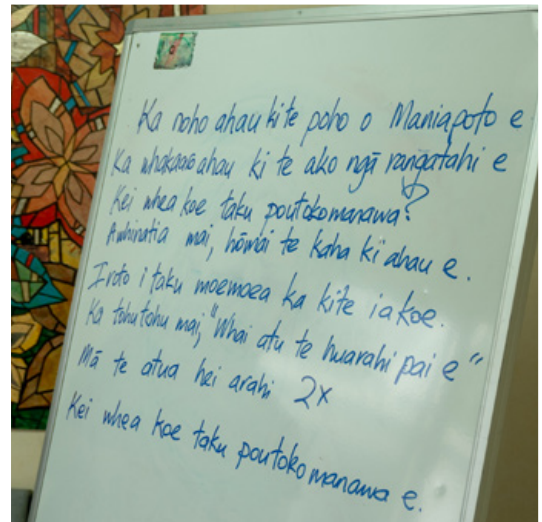 Ka noho ahau ki te poho o Maniapoto e
Ka whakaaro ahau ki te ako ngā rangatahi e
Kei whea koe taku poutokomanawa?
Awhinatia mai, hōmai te kaha ki ahau e.
I roto i taku moemoea ka kite i a koe.
Ka tohutohu mai, "Whai atu te huarahi pai e"
Mā te atua hei arahi 2x
Kei whea koe taku poutokomanawa e.